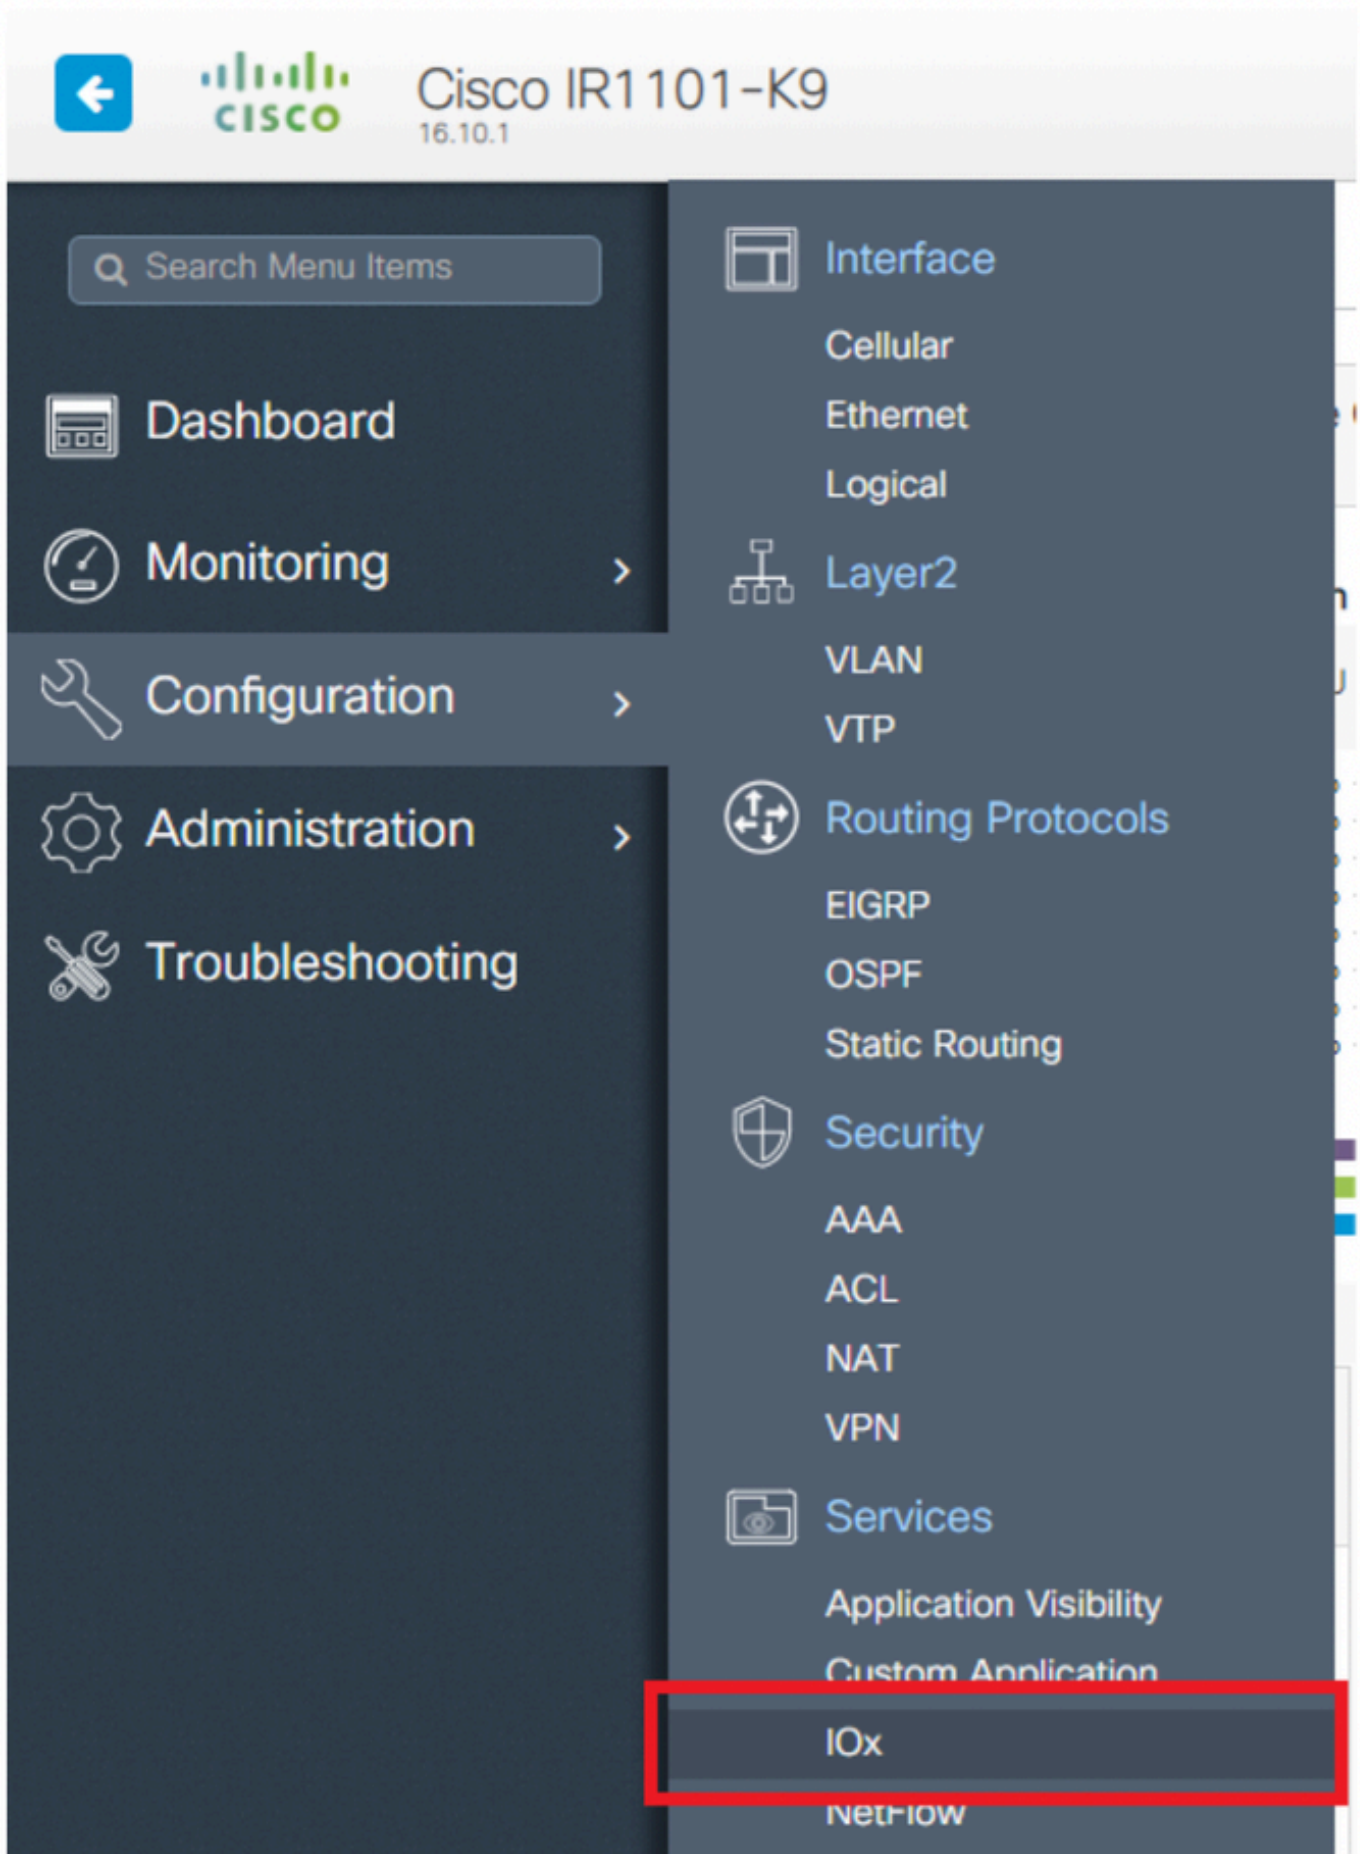 CISCO
Cisco IR1101-K9
16.10.1
Search Menu Items
Dashboard
Monitoring
Configuration
Administration
Troubleshooting
Interface
Cellular
Ethernet
Logical
Layer2
VLAN
VTP
Routing Protocols
EIGRP
OSPF
Static Routing
Security
AAA
ACL
NAT
VPN
Services
Application Visibility
Custom Application
IOx
NetFlow